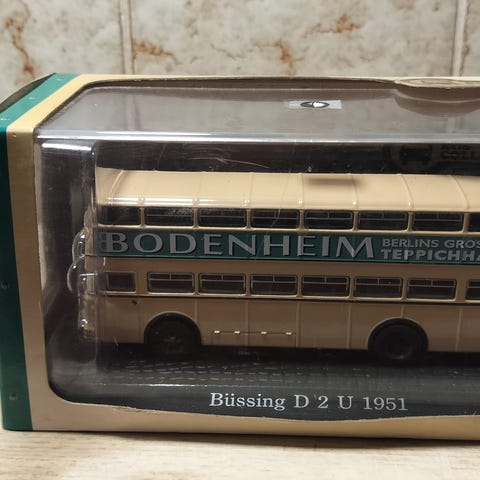 BODENHEIM
BERLINS GROS
TEPPICHHA
Büssing D 2 U 1951